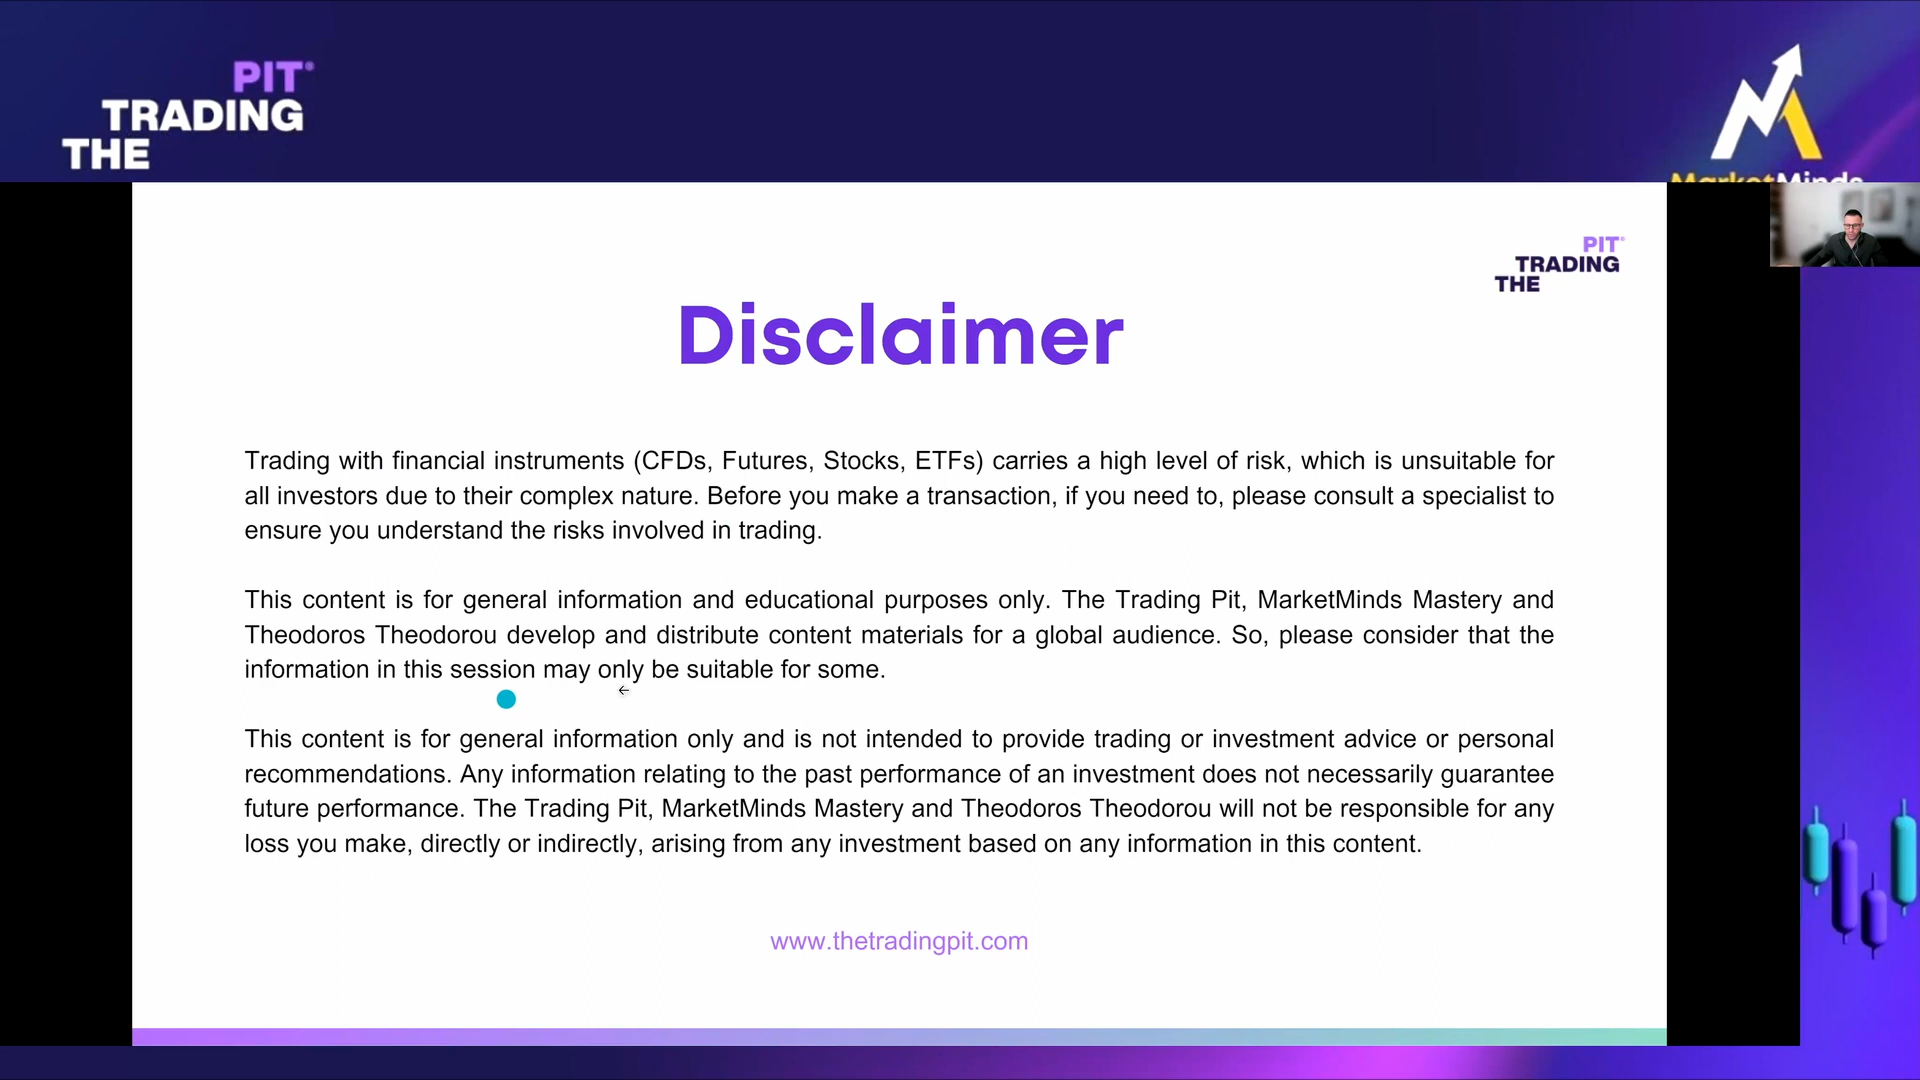 PIT®
TRADING
THE
MarketMinds
PIT®
TRADING
THE
Disclaimer
Trading with financial instruments (CFDs, Futures, Stocks, ETFs) carries a high level of risk, which is unsuitable for
all investors due to their complex nature. Before you make a transaction, if you need to, please consult a specialist to
ensure you understand the risks involved in trading.
This content is for general information and educational purposes only. The Trading Pit, MarketMinds Mastery and
Theodoros Theodorou develop and distribute content materials for a global audience. So, please consider that the
information in this session may only be suitable for some.
This content is for general information only and is not intended to provide trading or investment advice or personal
recommendations. Any information relating to the past performance of an investment does not necessarily guarantee
future performance. The Trading Pit, MarketMinds Mastery and Theodoros Theodorou will not be responsible for any
loss you make, directly or indirectly, arising from any investment based on any information in this content.
www.thetradingpit.com